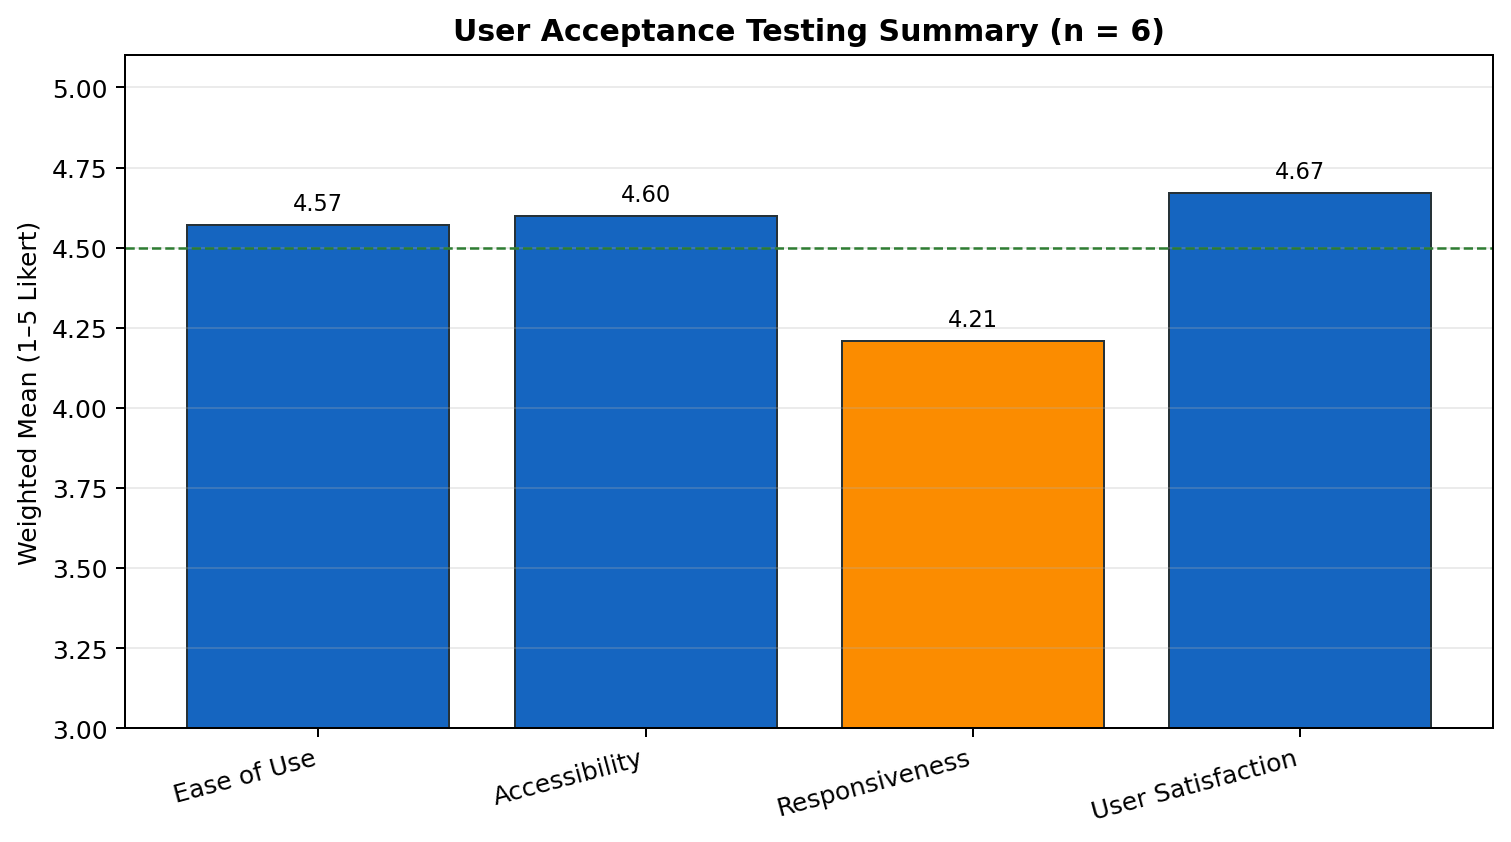 User Acceptance Testing Summary (n = 6)
Weighted Mean (1–5 Likert)
5.00
4.75
4.50
4.25
4.00
3.75
3.50
3.25
3.00
4.57
4.60
4.21
4.67
Ease of Use
Accessibility
Responsiveness
User Satisfaction